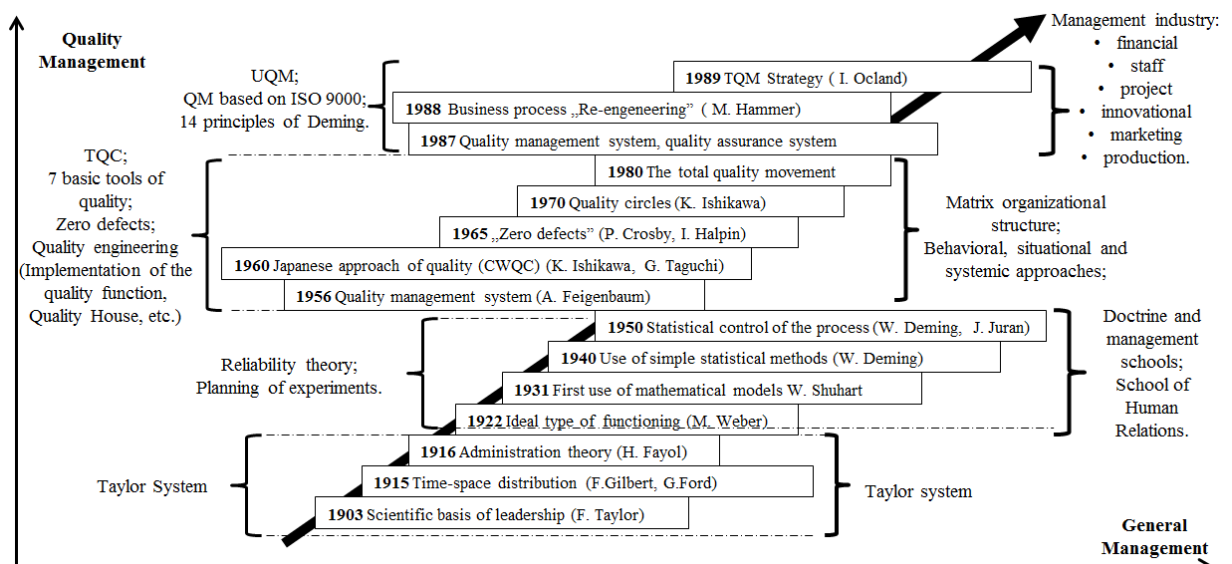 Quality
Management
UQM;
QM based on ISO 9000;
14 principles of Deming.
TQC;
7 basic tools of
quality;
Zero defects;
Quality engineering
(Implementation of the
quality function,
Quality House, etc.)
Reliability theory;
Planning of experiments.
Taylor System
1989 TQM Strategy ( I. Ocland)
1988 Business process „Re-engeneering” ( M. Hammer)
1987 Quality management system, quality assurance system
1980 The total quality movement
1970 Quality circles (K. Ishikawa)
1965 „Zero defects” (P. Crosby, I. Halpin)
1960 Japanese approach of quality (CWQC) (K. Ishikawa, G. Taguchi)
1956 Quality management system (A. Feigenbaum)
1950 Statistical control of the process (W. Deming, J. Juran)
1940 Use of simple statistical methods (W. Deming)
1931 First use of mathematical models W. Shuhart
1922 Ideal type of functioning (M. Weber)
1916 Administration theory (H. Fayol)
1915 Time-space distribution (F.Gilbert, G.Ford)
1903 Scientific basis of leadership (F. Taylor)
Management industry:
• financial
• staff
• project
• innovational
• marketing
• production.
Matrix organizational
structure;
Behavioral, situational and
systemic approaches;
Doctrine and
management
schools;
School of
Human
Relations.
Taylor system
General
Management